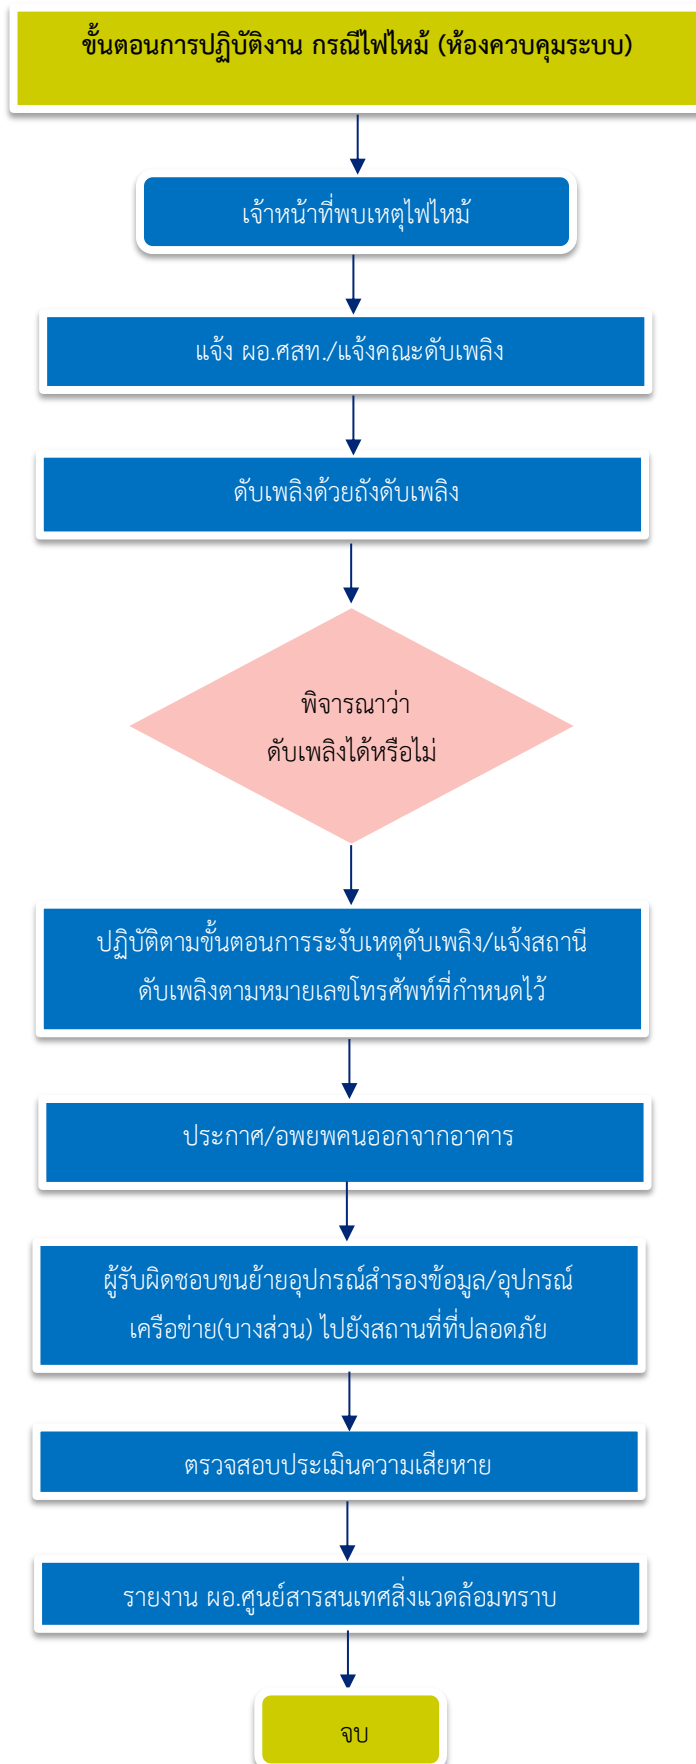 ขั้นตอนการปฏิบัติงาน กรณีไฟไหม้ (ห้องควบคุมระบบ)
เจ้าหน้าที่พบเหตุไฟไหม้
แจ้ง ผอ.ศสท./แจ้งคณะดับเพลิง
ดับเพลิงด้วยถังดับเพลิง
พิจารณาว่า
ดับเพลิงได้หรือไม่
ปฏิบัติตามขั้นตอนการระงับเหตุดับเพลิง/แจ้งสถานี
ดับเพลิงตามหมายเลขโทรศัพท์ที่กำหนดไว้
ประกาศ/อพยพคนออกจากอาคาร
ผู้รับผิดชอบขนย้ายอุปกรณ์สำรองข้อมูล/อุปกรณ์
เครือข่าย(บางส่วน) ไปยังสถานที่ที่ปลอดภัย
ตรวจสอบประเมินความเสียหาย
รายงาน ผอ.ศูนย์สารสนเทศสิ่งแวดล้อมทราบ
จบ